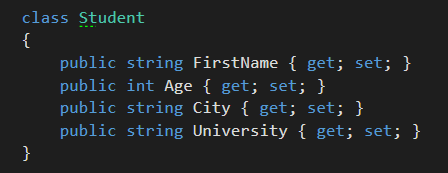 class Student
{
    public string FirstName { get; set; }
    public int Age { get; set; }
    public string City { get; set; }
    public string University { get; set; }
}